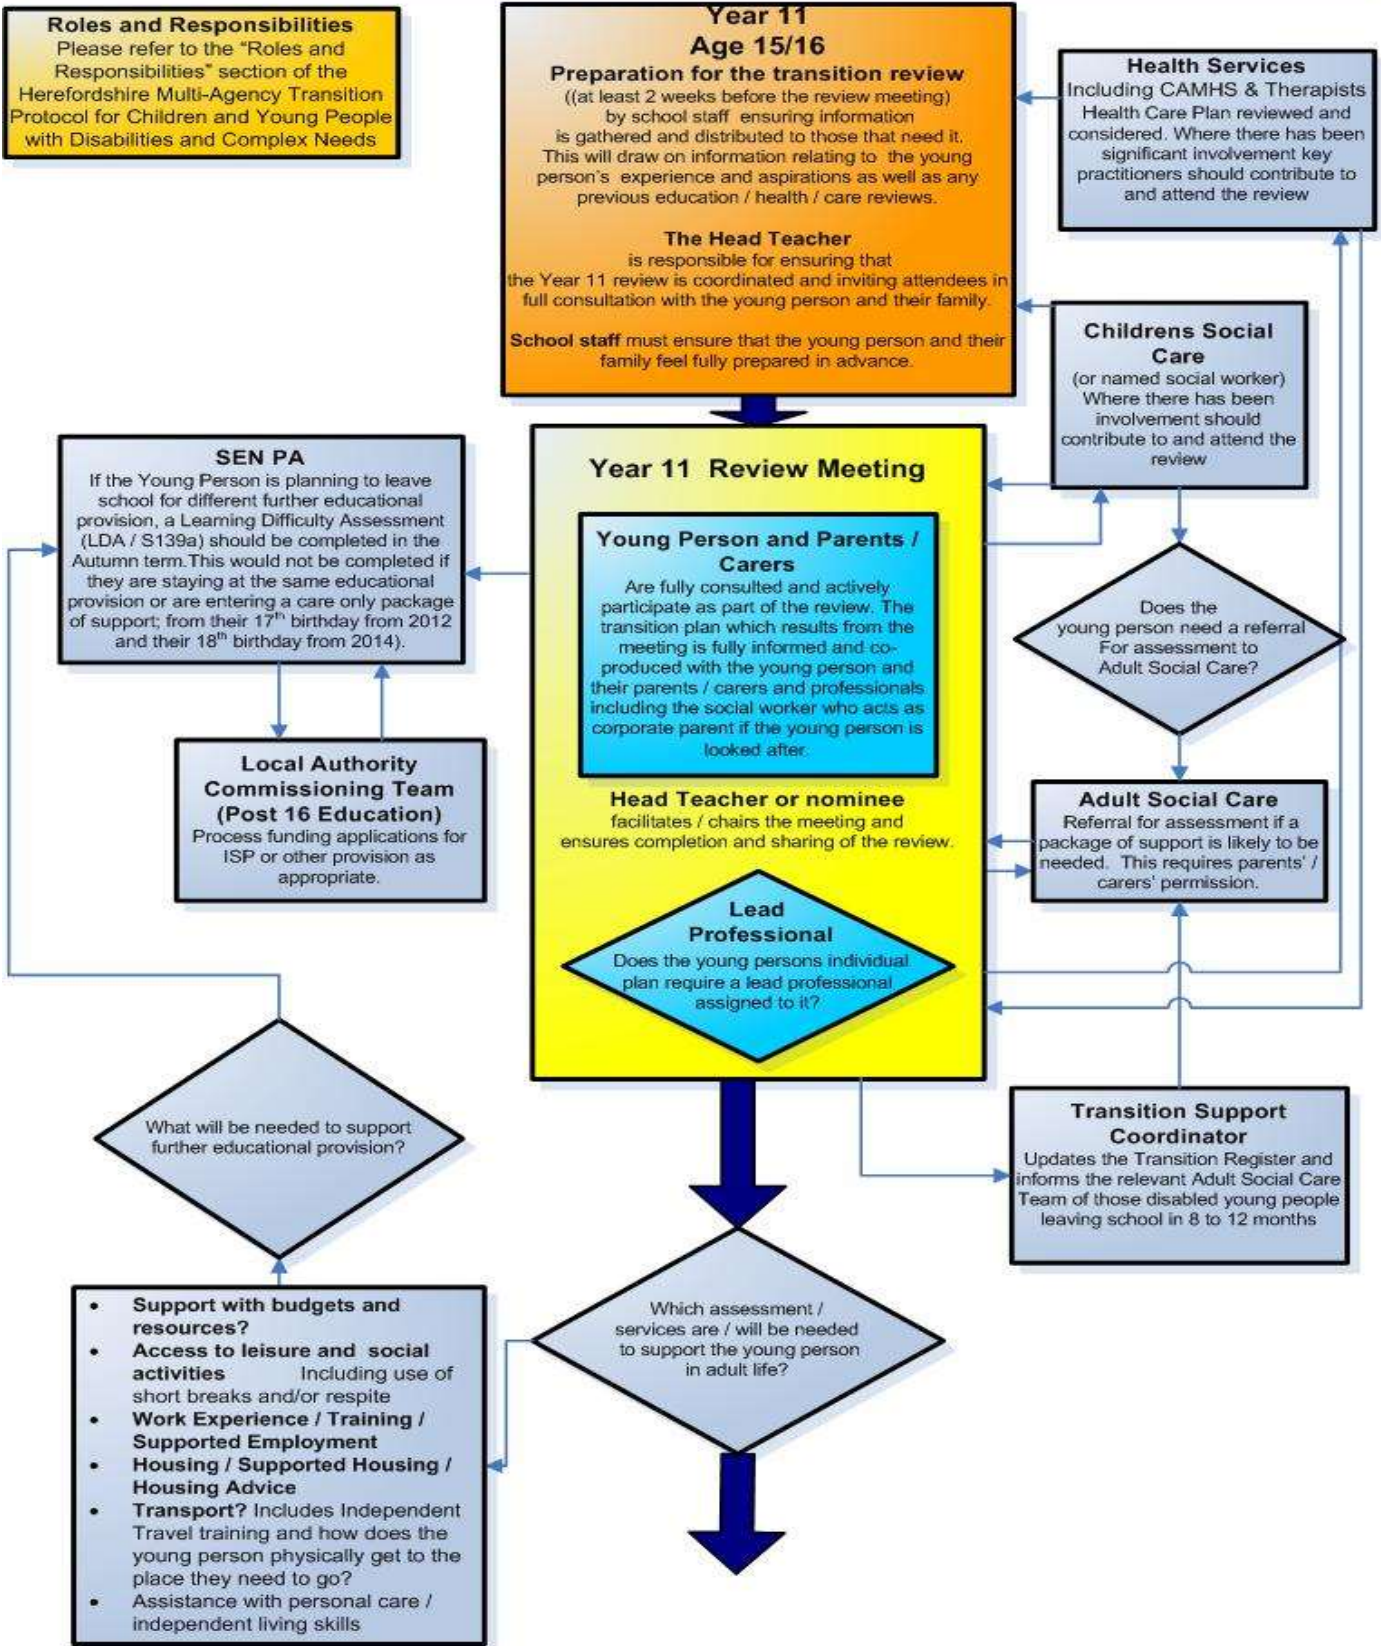 Roles and Responsibilities
Please refer to the “Roles and
Responsibilities” section of the
Herefordshire Multi-Agency Transition
Protocol for Children and Young People
with Disabilities and Complex Needs
Year 11
Age 15/16
Preparation for the transition review
((at least 2 weeks before the review meeting)
by school staff ensuring information
is gathered and distributed to those that need it.
This will draw on information relating to the young
person’s experience and aspirations as well as any
previous education / health / care reviews.
The Head Teacher
is responsible for ensuring that
the Year 11 review is coordinated and inviting attendees in
full consultation with the young person and their family.
School staff must ensure that the young person and their
family feel fully prepared in advance.
Health Services
Including CAMHS & Therapists
Health Care Plan reviewed and
considered. Where there has been
significant involvement key
practitioners should contribute to
and attend the review
Childrens Social
Care
(or named social worker)
Where there has been
involvement should
contribute to and attend the
review
SEN PA
If the Young Person is planning to leave
school for different further educational
provision, a Learning Difficulty Assessment
(LDA / S139a) should be completed in the
Autumn term.This would not be completed if
they are staying at the same educational
provision or are entering a care only package
of support; from their 17th birthday from 2012
and their 18th birthday from 2014).
Year 11 Review Meeting
Young Person and Parents /
Carers
Are fully consulted and actively
participate as part of the review. The
transition plan which results from the
meeting is fully informed and co-
produced with the young person and
their parents / carers and professionals
including the social worker who acts as
corporate parent if the young person is
looked after.
Head Teacher or nominee
facilitates / chairs the meeting and
ensures completion and sharing of the review.
Lead
Professional
Does the young persons individual
plan require a lead professional
assigned to it?
Does the
young person need a referral
For assessment to
Adult Social Care?
Local Authority
Commissioning Team
(Post 16 Education)
Process funding applications for
ISP or other provision as
appropriate.
Adult Social Care
Referral for assessment if a
package of support is likely to be
needed. This requires parents’ /
carers’ permission.
What will be needed to support
further educational provision?
Transition Support
Coordinator
Updates the Transition Register and
informs the relevant Adult Social Care
Team of those disabled young people
leaving school in 8 to 12 months
Which assessment /
services are / will be needed
to support the young person
in adult life?
• Support with budgets and
resources?
• Access to leisure and social
activities Including use of
short breaks and/or respite
• Work Experience / Training /
Supported Employment
• Housing / Supported Housing /
Housing Advice
• Transport? Includes Independent
Travel training and how does the
young person physically get to the
place they need to go?
• Assistance with personal care /
independent living skills